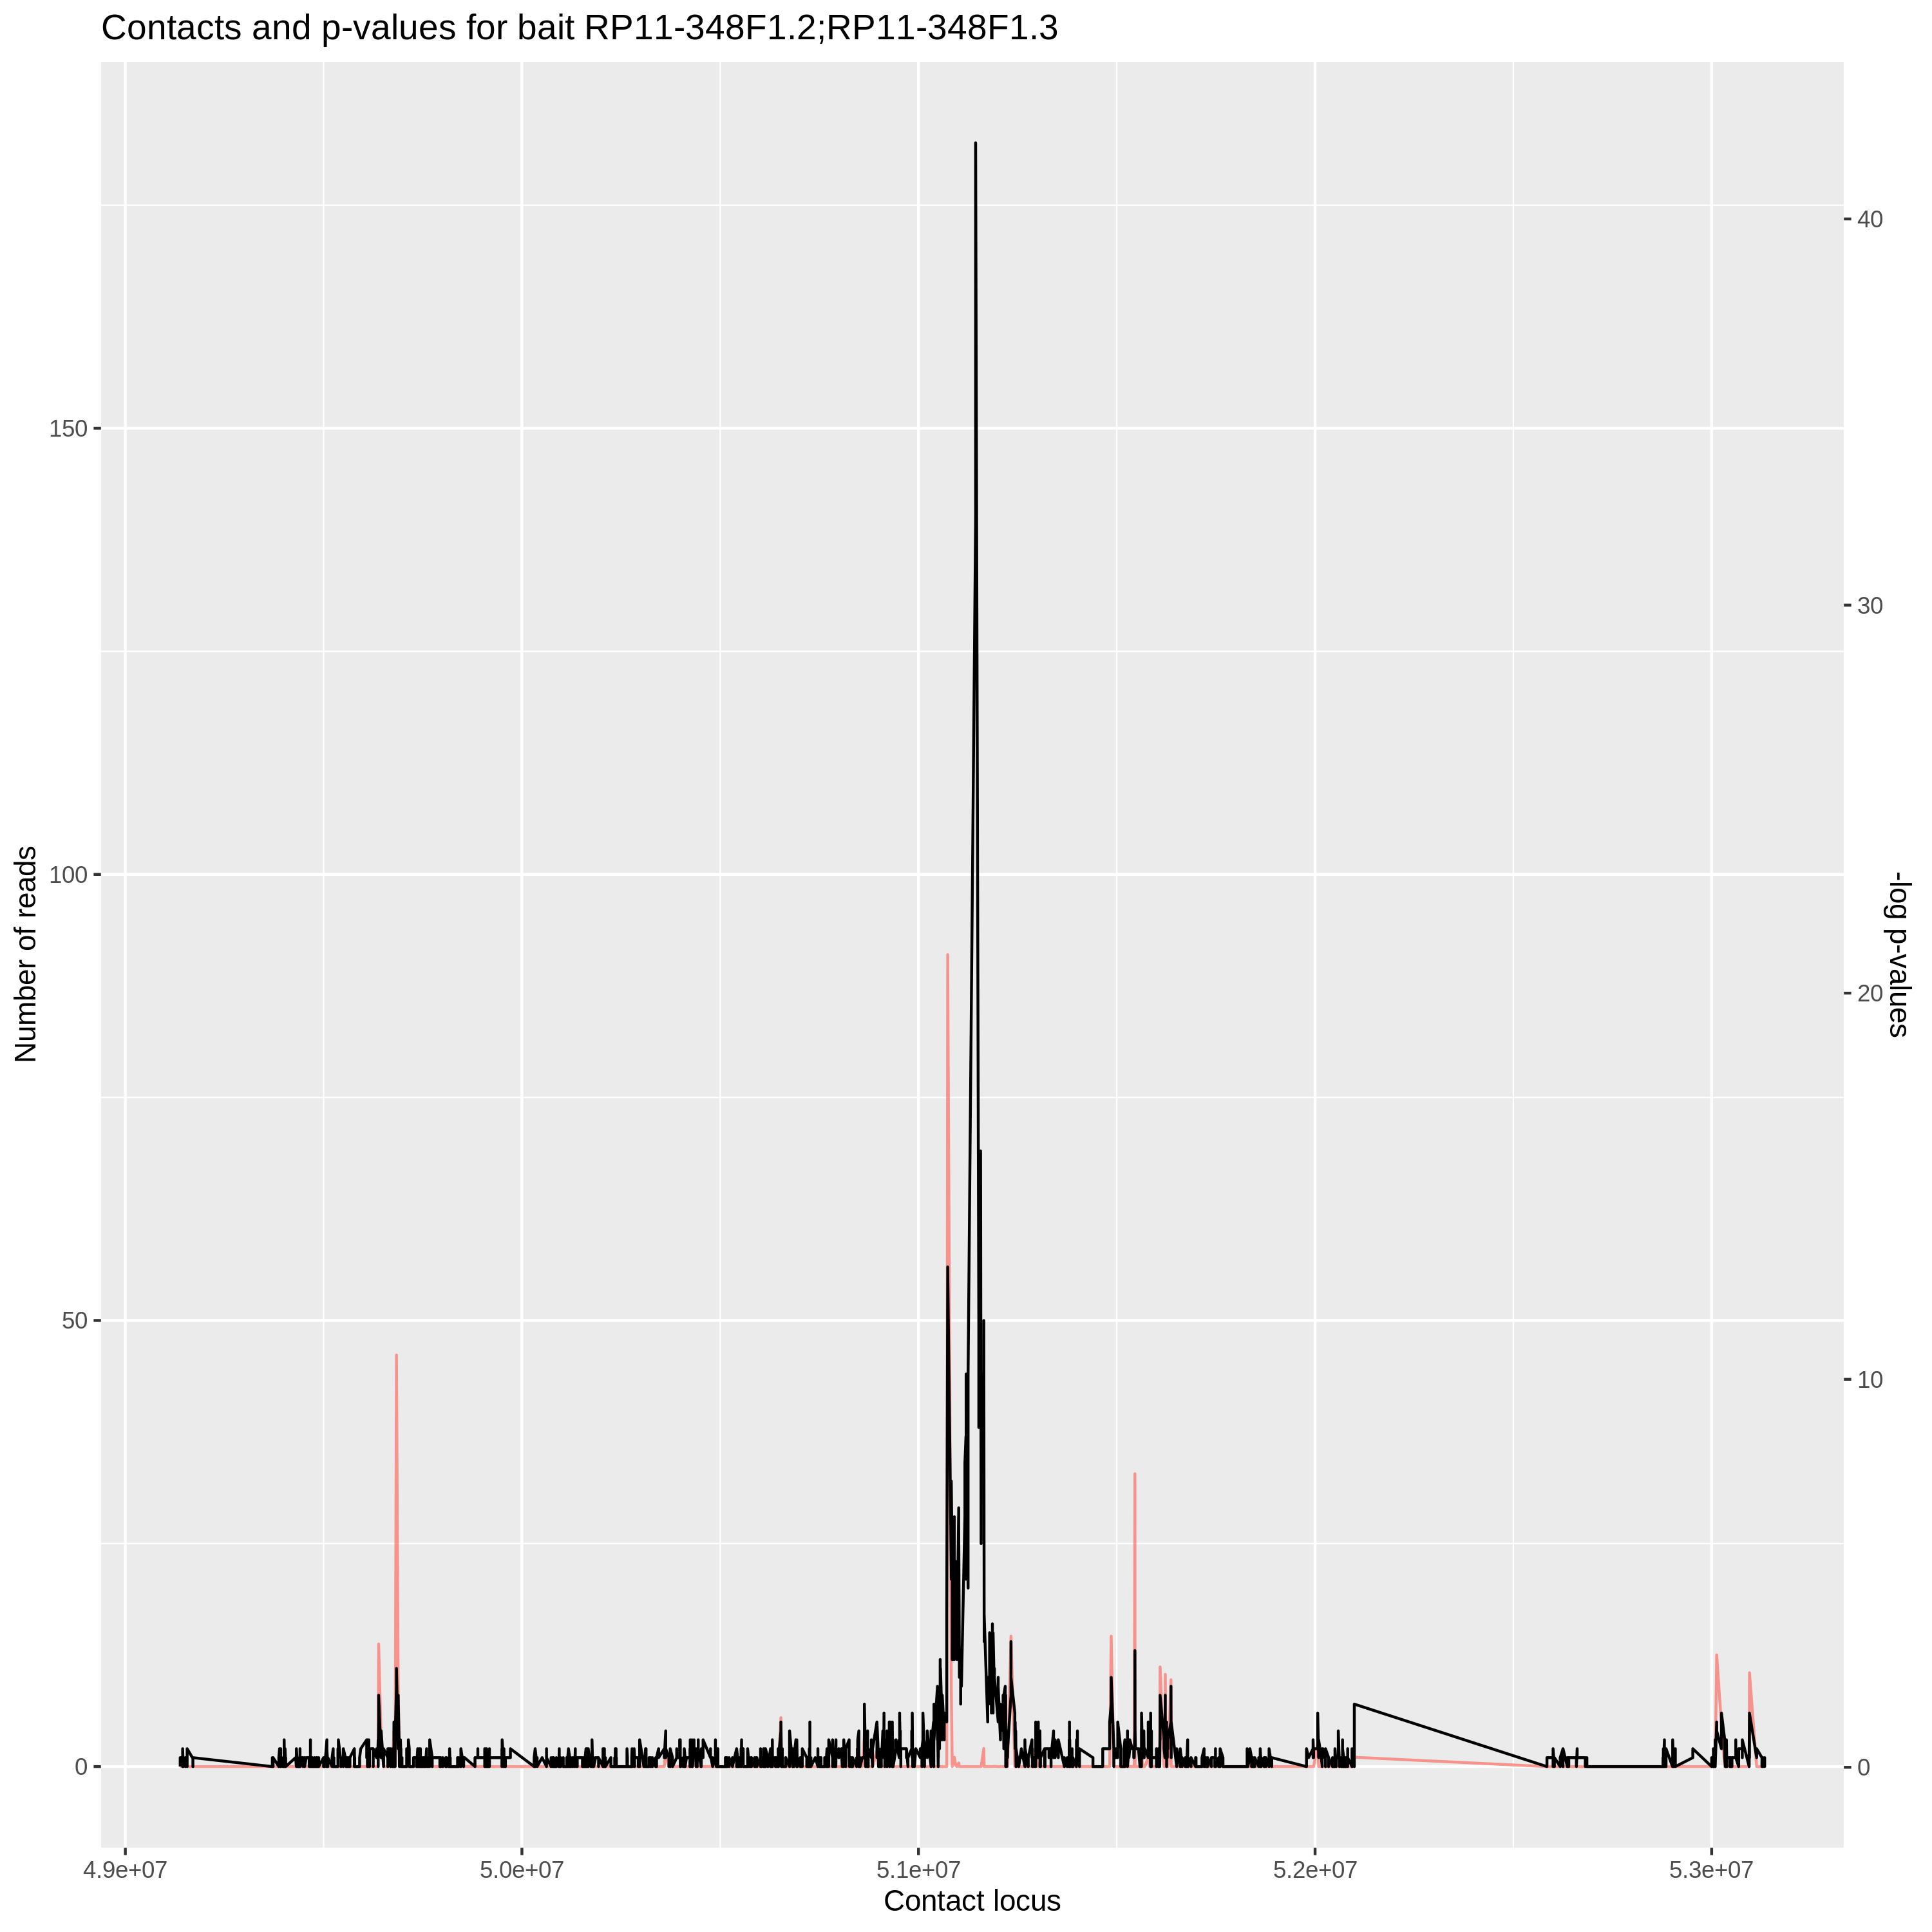 Contacts and p-values for bait RP11-348F1.2;RP11-348F1.3
Number of reads
150
100
50
0
40
30
20
10
0
-log p-values
4.9e+07 5.0e+07 5.1e+07 5.2e+07 5.3e+07
Contact locus